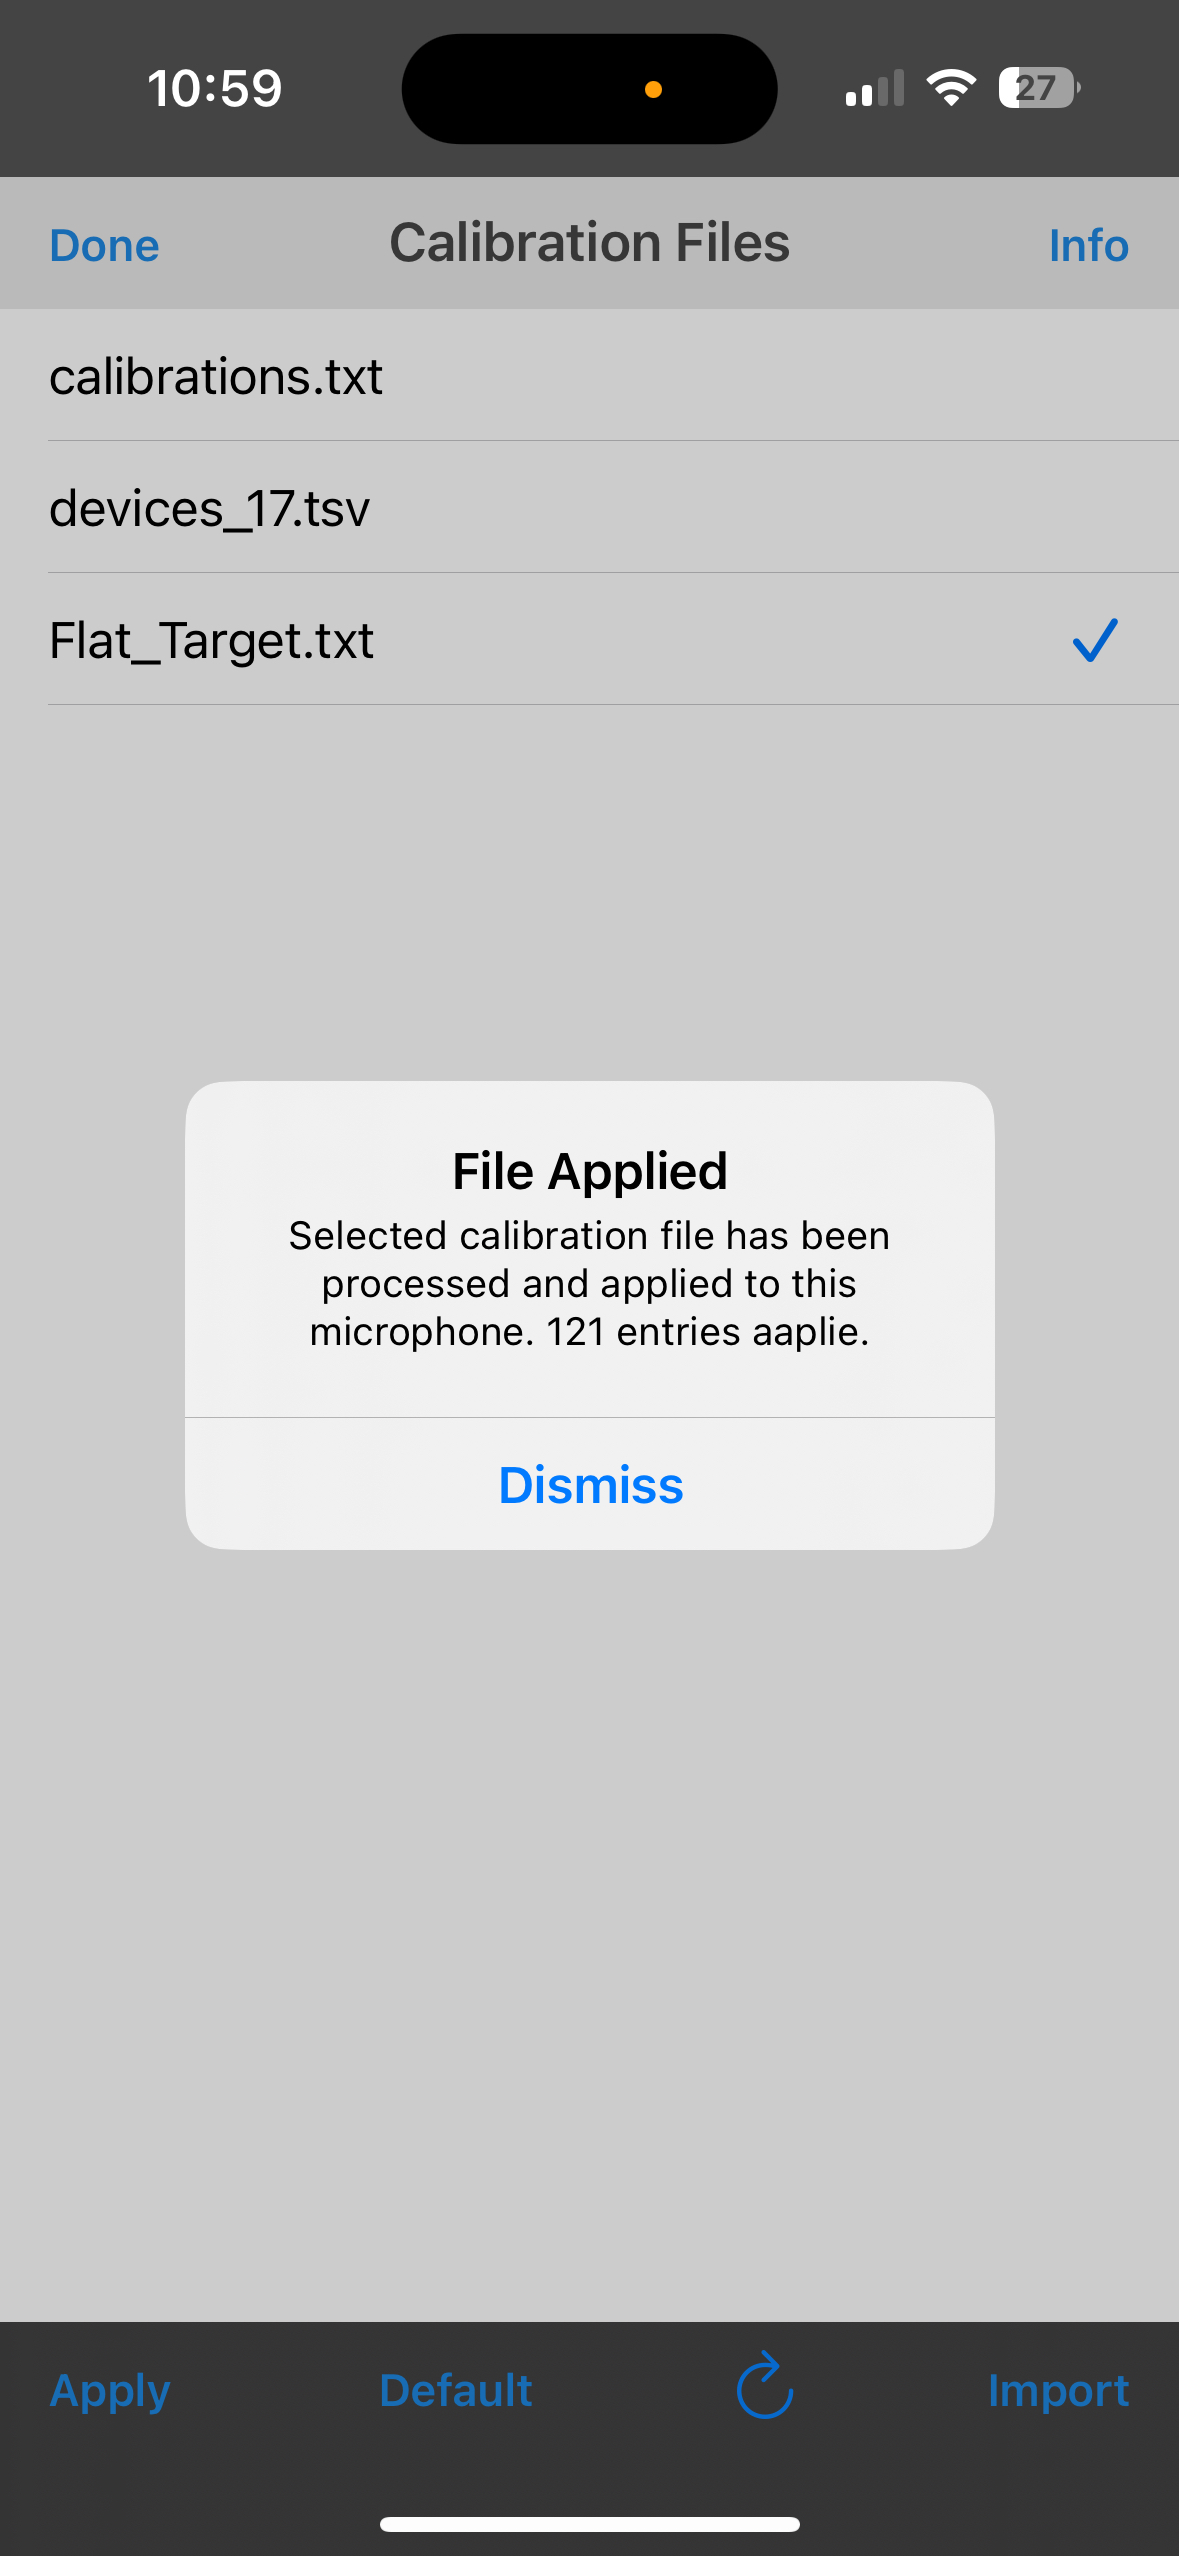 10:59
27
Done
Calibration Files
Info
calibrations.txt
devices_17.tsv
Flat_Target.txt
File Applied
Selected calibration file has been
processed and applied to this
microphone. 121 entries aaplie.
Dismiss
Apply
Default
Import